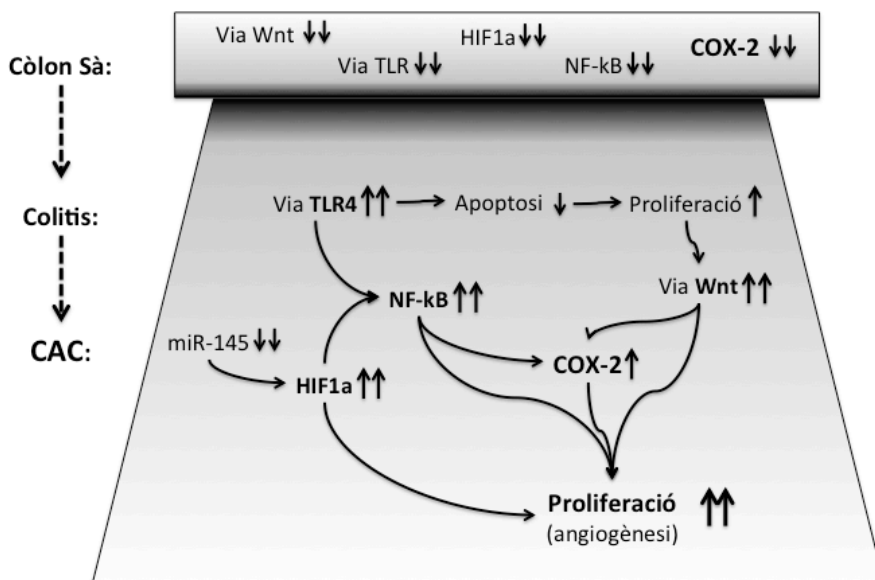 Via Wnt ↓↓
HIF1a ↓↓
COX-2 ↓↓
Còlon Sà:
Via TLR ↓↓
NF-kB ↓↓
Colitis:
Via TLR4 ↑↑ → Apoptosi ↓ → Proliferació ↑
Via Wnt ↑↑
NF-kB ↑↑
CAC:
miR-145 ↓↓
COX-2 ↑
HIF1a ↑↑
Proliferació ↑↑
(angiogènesi)